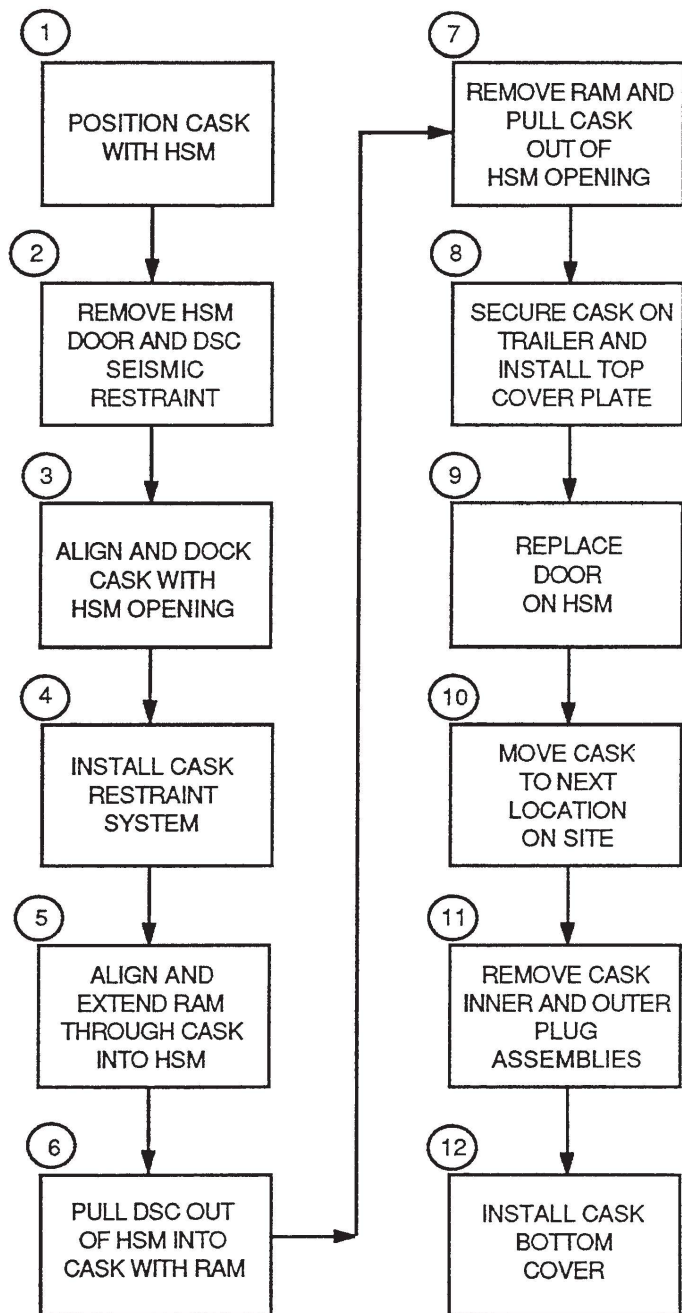 1
POSITION CASK
WITH HSM
2
REMOVE HSM
DOOR AND DSC
SEISMIC
RESTRAINT
3
ALIGN AND DOCK
CASK WITH
HSM OPENING
4
INSTALL CASK
RESTRAINT
SYSTEM
5
ALIGN AND
EXTEND RAM
THROUGH CASK
INTO HSM
6
PULL DSC OUT
OF HSM INTO
CASK WITH RAM
7
REMOVE RAM AND
PULL CASK
OUT OF
HSM OPENING
8
SECURE CASK ON
TRAILER AND
INSTALL TOP
COVER PLATE
9
REPLACE
DOOR
ON HSM
10
MOVE CASK
TO NEXT
LOCATION
ON SITE
11
REMOVE CASK
INNER AND OUTER
PLUG
ASSEMBLIES
12
INSTALL CASK
BOTTOM
COVER